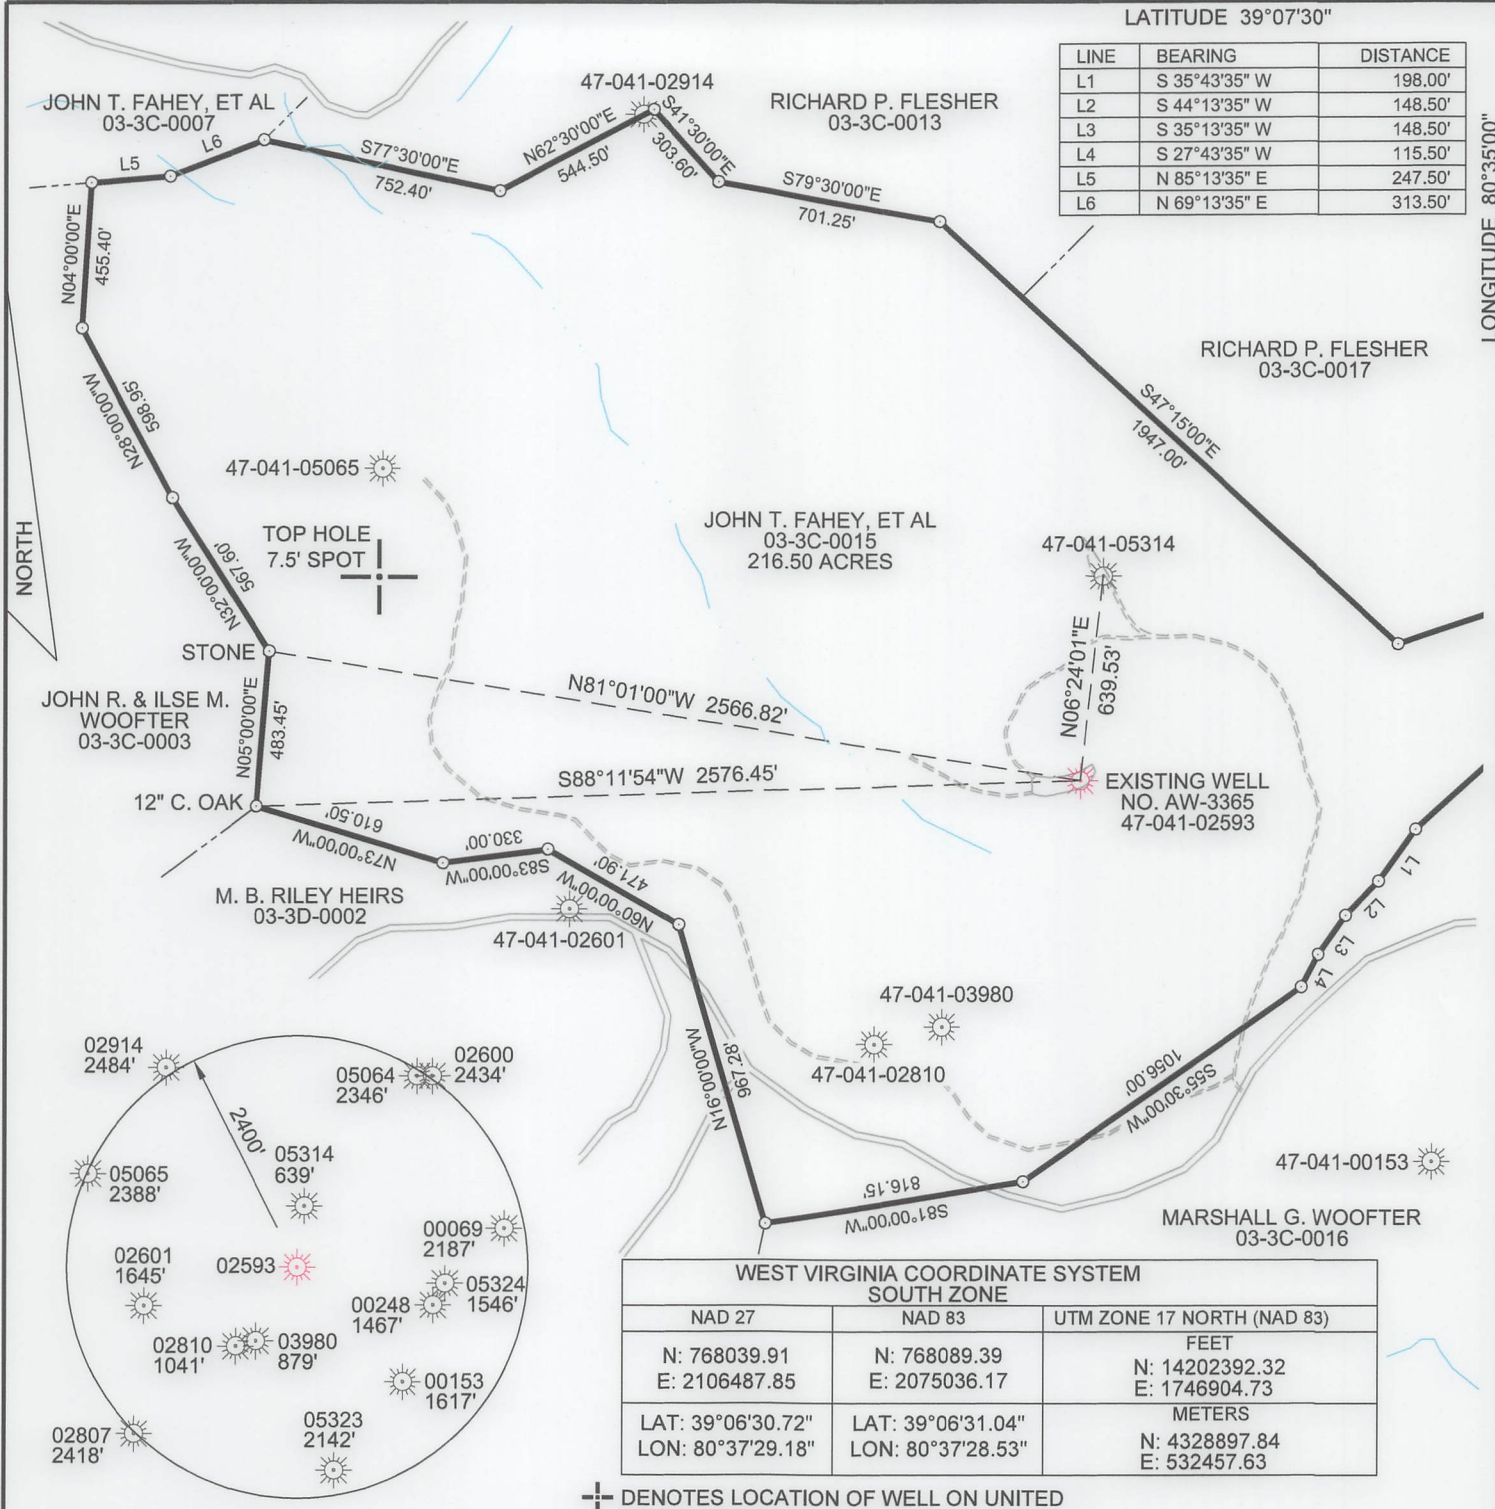 LATITUDE 39°07'30"
LINE BEARING DISTANCE
L1 S 35°43'35" W 198.00'
L2 S 44°13'35" W 148.50'
L3 S 35°13'35" W 148.50'
L4 S 27°43'35" W 115.50'
L5 N 85°13'35" E 247.50'
L6 N 69°13'35" E 313.50'
LONGITUDE 80°35'00"
JOHN T. FAHEY, ET AL
03-3C-0007
47-041-02914
RICHARD P. FLESHER
03-3C-0013
L5
L6
S77°30'00"E
752.40'
N62°30'00"E
544.50'
S41°30'00"E
303.60'
S79°30'00"E
701.25'
N04°00'00"E
455.40'
RICHARD P. FLESHER
03-3C-0017
S47°15'00"E
1947.00'
598.95'
N28°00'00"W
47-041-05065
TOP HOLE
7.5' SPOT
JOHN T. FAHEY, ET AL
03-3C-0015
216.50 ACRES
47-041-05314
NORTH
567.60'
N32°00'00"W
STONE
N06°24'01"E
639.53'
N81°01'00"W 2566.82'
JOHN R. & ILSE M.
WOOFTER
03-3C-0003
N05°00'00"E
483.45'
S88°11'54"W 2576.45'
EXISTING WELL
NO. AW-3365
47-041-02593
12" C. OAK
610.50'
N73°00'00"W
330.00'
S83°00'00"W
471.90'
N60°00'00"W
L1
L2
L3
L4
M. B. RILEY HEIRS
03-3D-0002
47-041-02601
47-041-03980
47-041-02810
967.28'
N16°00'00"W
1056.00'
S55°30'00"W
816.15'
S81°00'00"W
47-041-00153
MARSHALL G. WOOFTER
03-3C-0016
02914
2484'
05064
2346'
02600
2434'
2400'
05314
639'
05065
2388'
00069
2187'
02601
1645'
02593
05324
1546'
00248
1467'
02810
1041'
03980
879'
00153
1617'
05323
2142'
02807
2418'
WEST VIRGINIA COORDINATE SYSTEM
SOUTH ZONE
NAD 27 NAD 83 UTM ZONE 17 NORTH (NAD 83)
FEET
N: 768039.91 N: 768089.39 N: 14202392.32
E: 2106487.85 E: 2075036.17 E: 1746904.73
METERS
LAT: 39°06'30.72" LAT: 39°06'31.04" N: 4328897.84
LON: 80°37'29.18" LON: 80°37'28.53" E: 532457.63
DENOTES LOCATION OF WELL ON UNITED